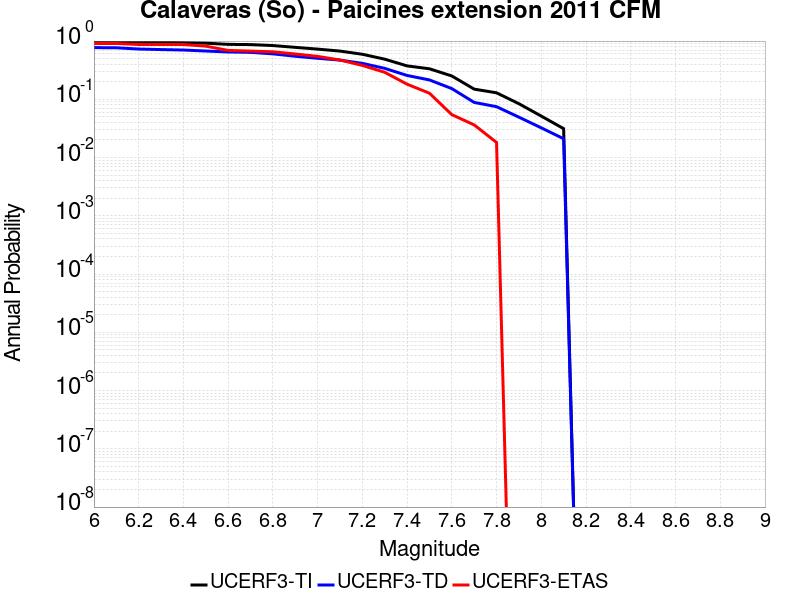 Calaveras (So) - Paicines extension 2011 CFM
10^0
10^-1
10^-2
10^-3
10^-4
10^-5
10^-6
10^-7
10^-8
Annual Probability
6 6.2 6.4 6.6 6.8 7 7.2 7.4 7.6 7.8 8 8.2 8.4 8.6 8.8 9
Magnitude
UCERF3-TI UCERF3-TD UCERF3-ETAS